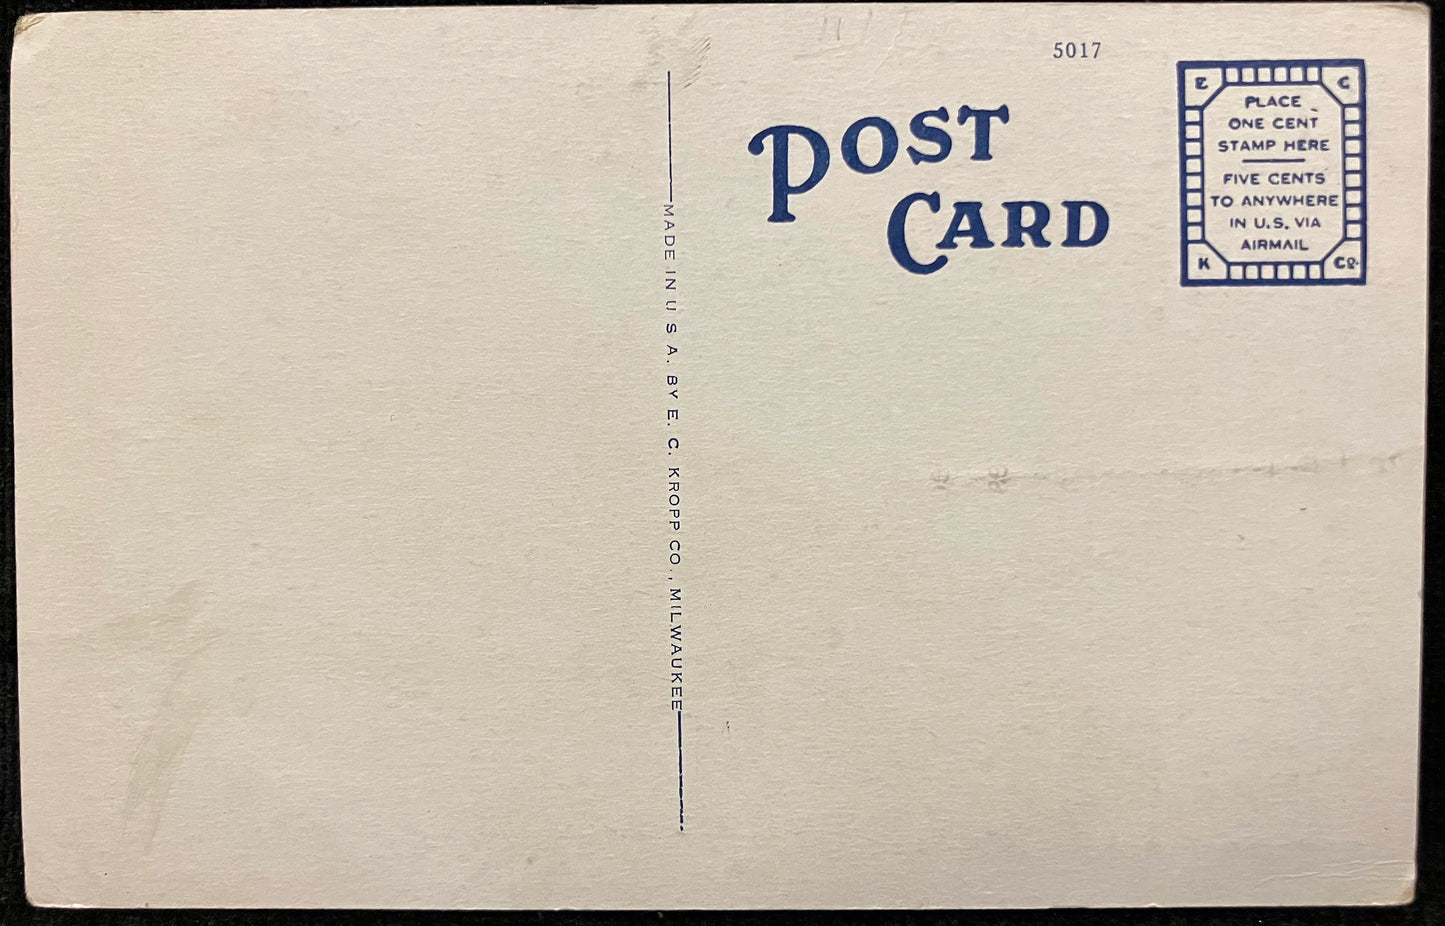 5017
POST
CARD
E C
PLACE
ONE CENT
STAMP HERE
FIVE CENTS
TO ANYWHERE
IN U.S. VIA
AIRMAIL
K Co.
MADE IN U S A. BY E. C. KROPP CO., MILWAUKEE